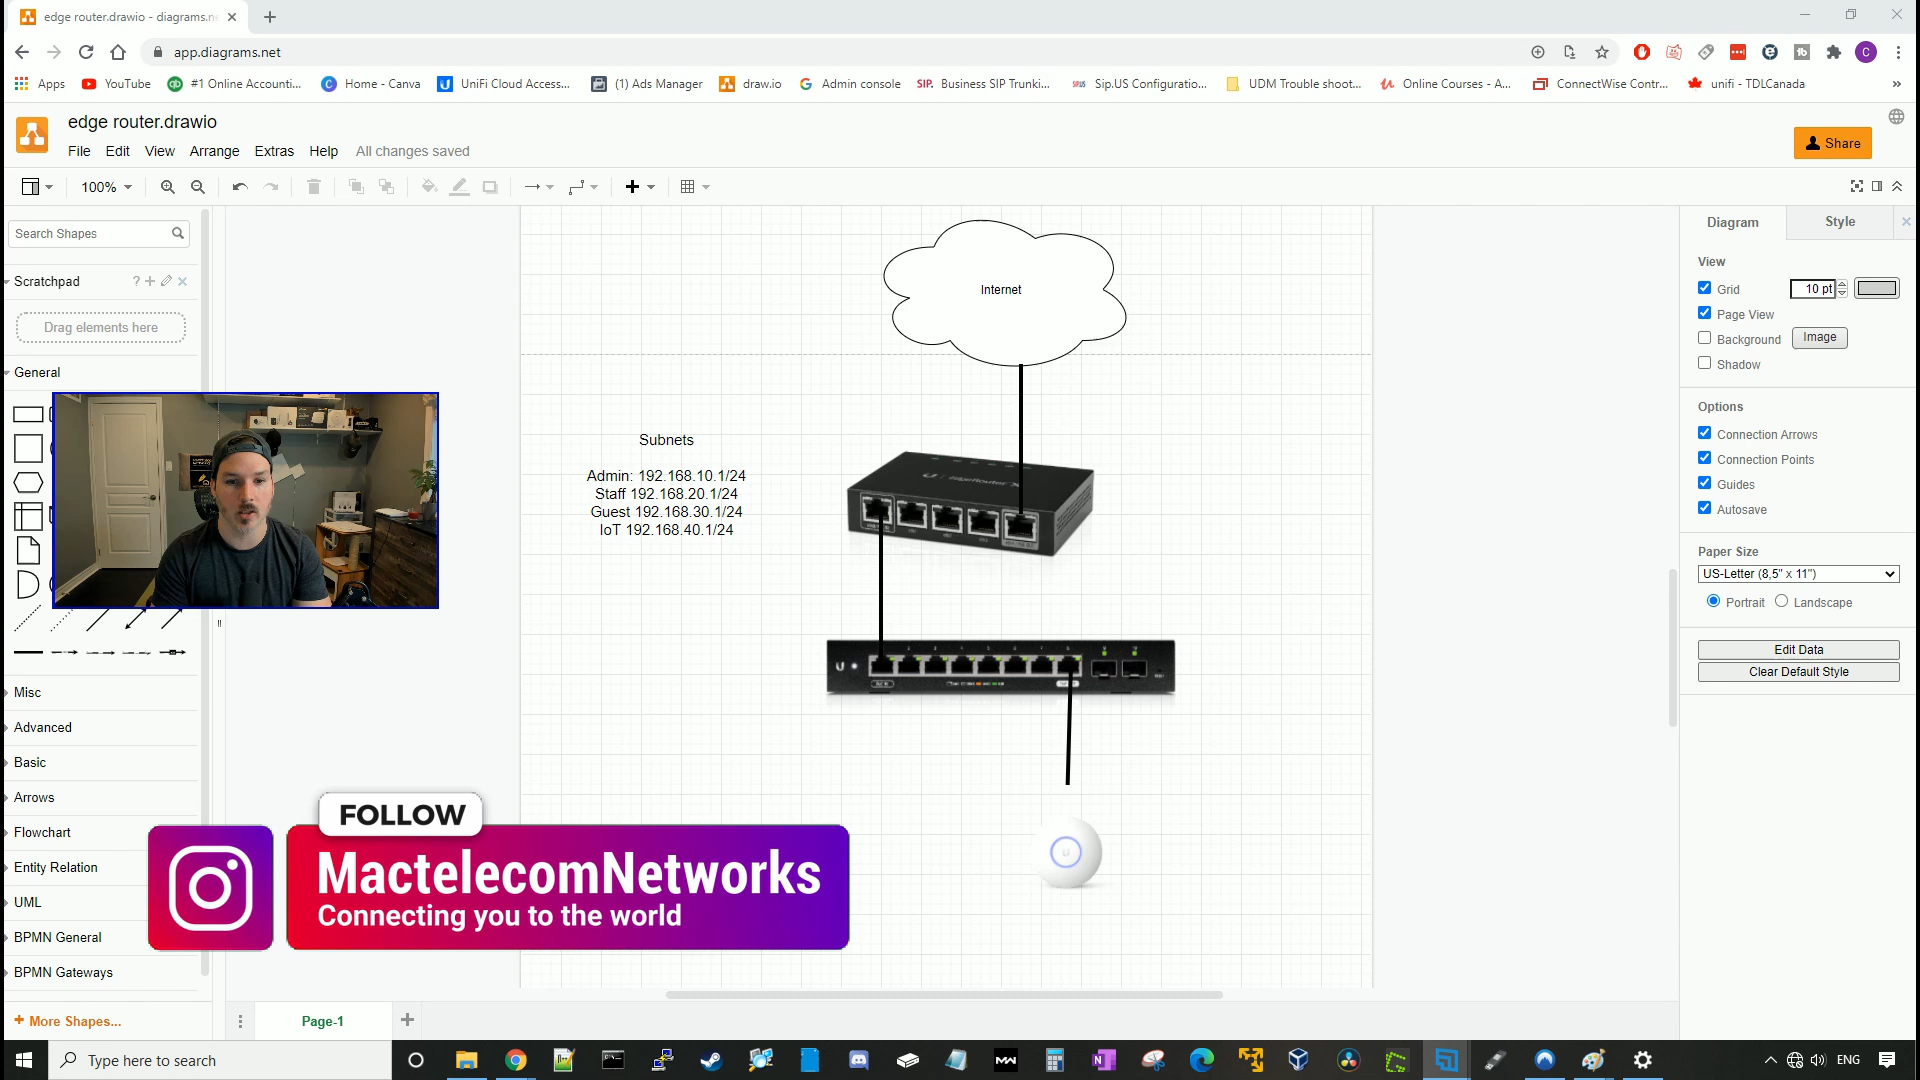 edge router.drawio - diagrams.ne
app.diagrams.net
Apps
YouTube
#1 Online Accounti...
Home - Canva
UniFi Cloud Access...
(1) Ads Manager
draw.io
Admin console
SIP. Business SIP Trunki...
Sip.US Configuratio...
UDM Trouble shoot...
Online Courses - A...
ConnectWise Contr...
unifi - TDLCanada
»
edge router.drawio
File Edit View Arrange Extras Help All changes saved
Share
100%
Search Shapes
Scratchpad
Drag elements here
General
Misc
Advanced
Basic
Arrows
Flowchart
Entity Relation
UML
BPMN General
BPMN Gateways
+ More Shapes...
Internet
Subnets
Admin: 192.168.10.1/24
Staff 192.168.20.1/24
Guest 192.168.30.1/24
IoT 192.168.40.1/24
EdgeRouter X
FOLLOW
MactelecomNetworks
Connecting you to the world
Page-1
Diagram
Style
View
Grid
10 pt
Page View
Background
Image
Shadow
Options
Connection Arrows
Connection Points
Guides
Autosave
Paper Size
US-Letter (8,5" x 11")
Portrait
Landscape
Edit Data
Clear Default Style
Type here to search
ENG